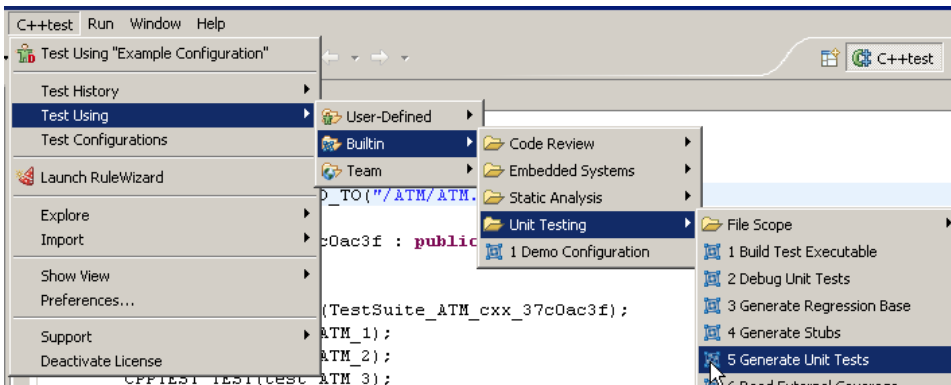 C++test Run Window Help
Test Using "Example Configuration"
C++test
Test History
Test Using
Test Configurations
Launch RuleWizard
Explore
Import
Show View
Preferences...
Support
Deactivate License
User-Defined
Builtin
Team
Code Review
Embedded Systems
Static Analysis
Unit Testing
1 Demo Configuration
File Scope
1 Build Test Executable
2 Debug Unit Tests
3 Generate Regression Base
4 Generate Stubs
5 Generate Unit Tests
_TO("/ATM/ATM.
c0ac3f : public
(TestSuite_ATM_cxx_37c0ac3f);
ATM_1);
ATM_2);
CPPTEST_TEST(test_ATM_3);